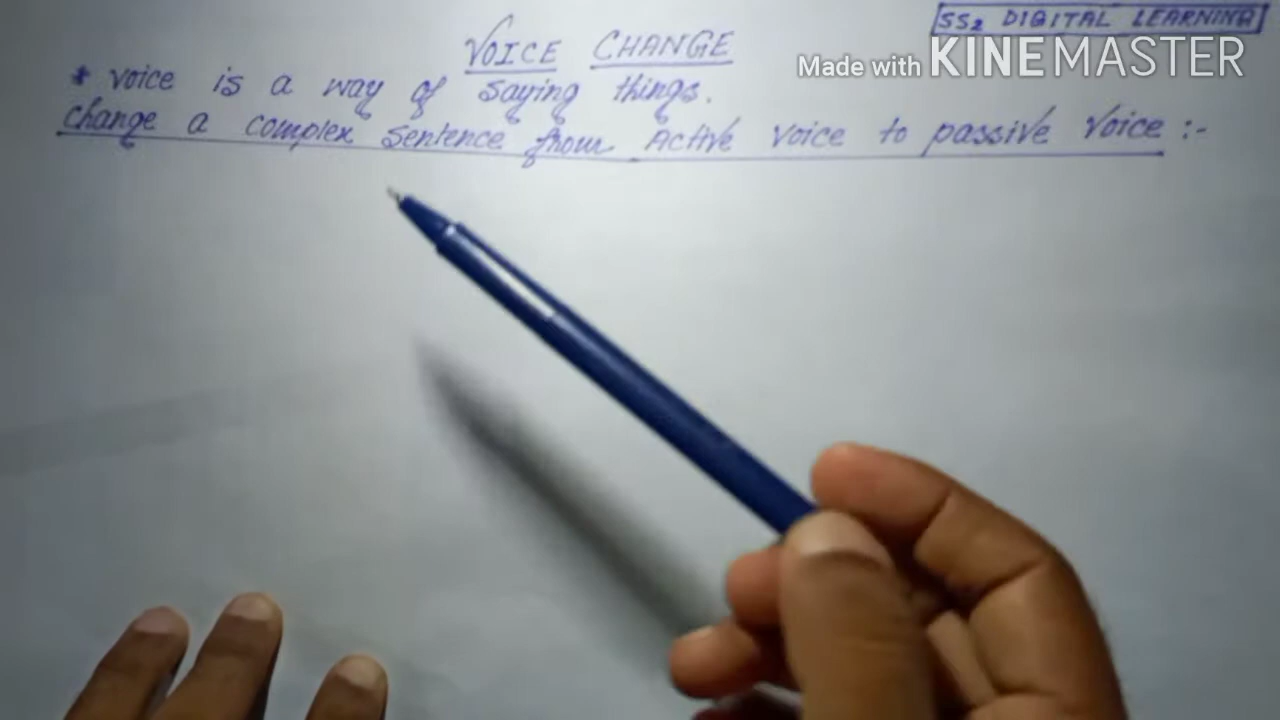 SS2 DIGITAL LEARNING
Made with KINEMASTER
VOICE CHANGE
* voice is a way of saying things.
change a complex sentence from Active voice to passive voice :-